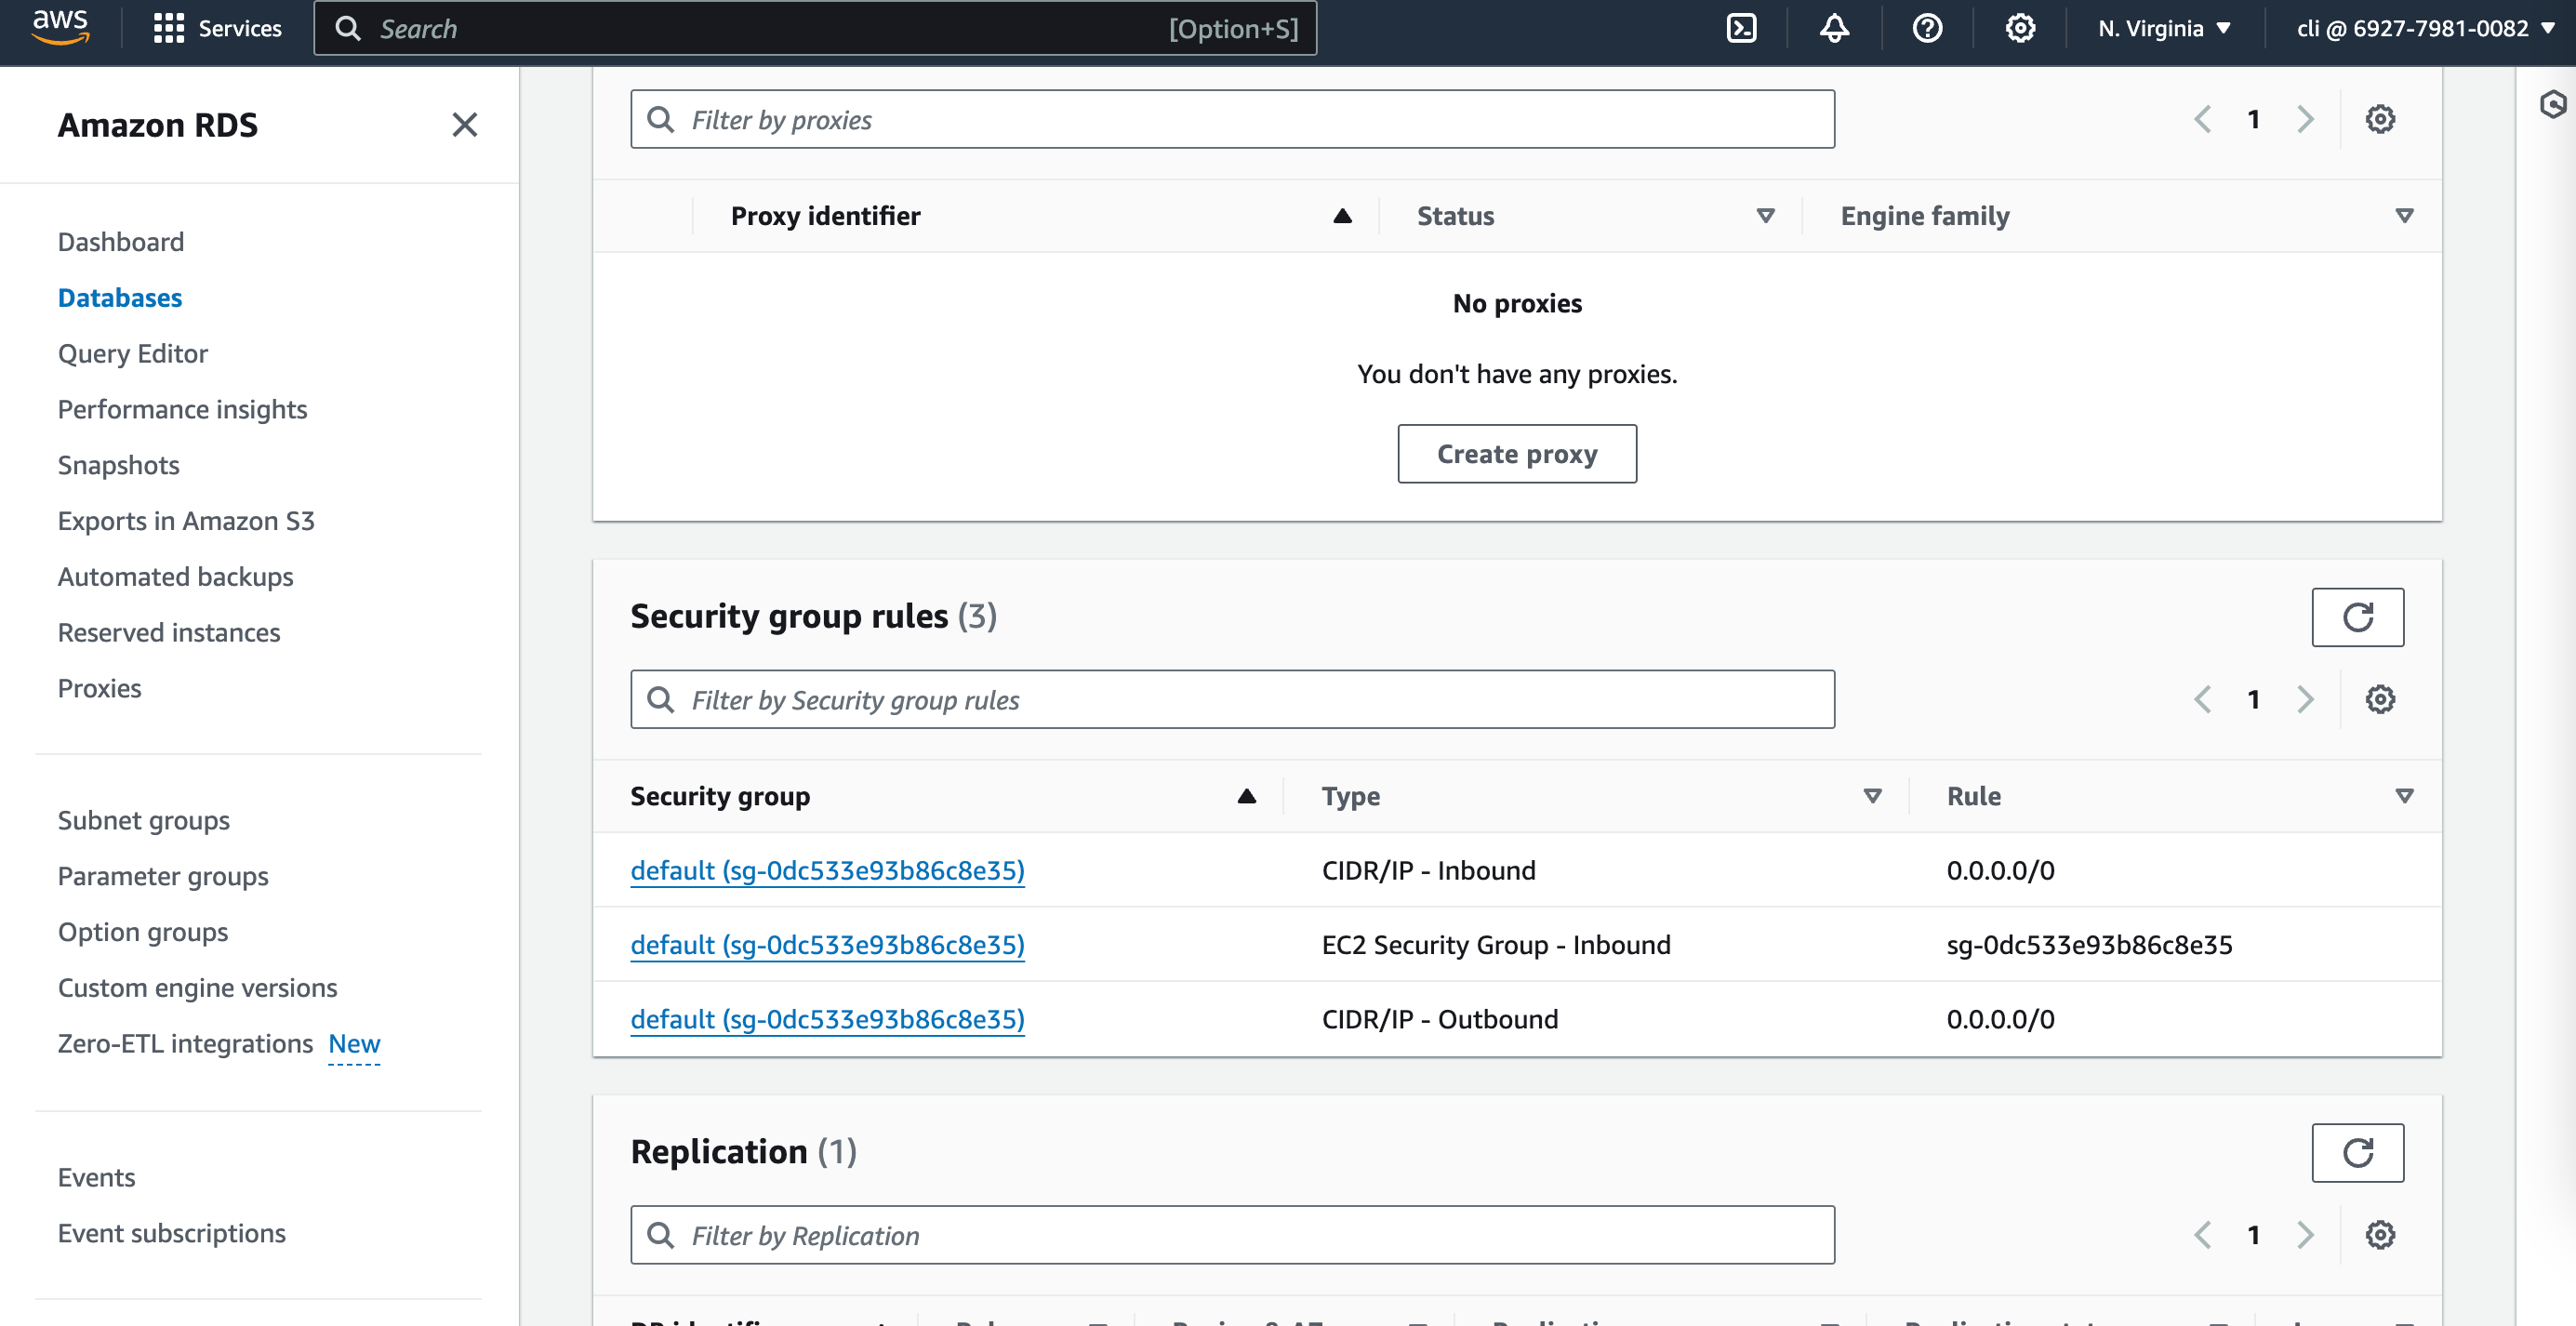 aws
Services
Search
[Option+S]
N. Virginia
cli @ 6927-7981-0082
Amazon RDS
Dashboard
Databases
Query Editor
Performance insights
Snapshots
Exports in Amazon S3
Automated backups
Reserved instances
Proxies
Subnet groups
Parameter groups
Option groups
Custom engine versions
Zero-ETL integrations New
Events
Event subscriptions
Filter by proxies
1
Proxy identifier Status Engine family
No proxies
You don't have any proxies.
Create proxy
Security group rules (3)
Filter by Security group rules
1
Security group Type Rule
default (sg-0dc533e93b86c8e35) CIDR/IP - Inbound 0.0.0.0/0
default (sg-0dc533e93b86c8e35) EC2 Security Group - Inbound sg-0dc533e93b86c8e35
default (sg-0dc533e93b86c8e35) CIDR/IP - Outbound 0.0.0.0/0
Replication (1)
Filter by Replication
1